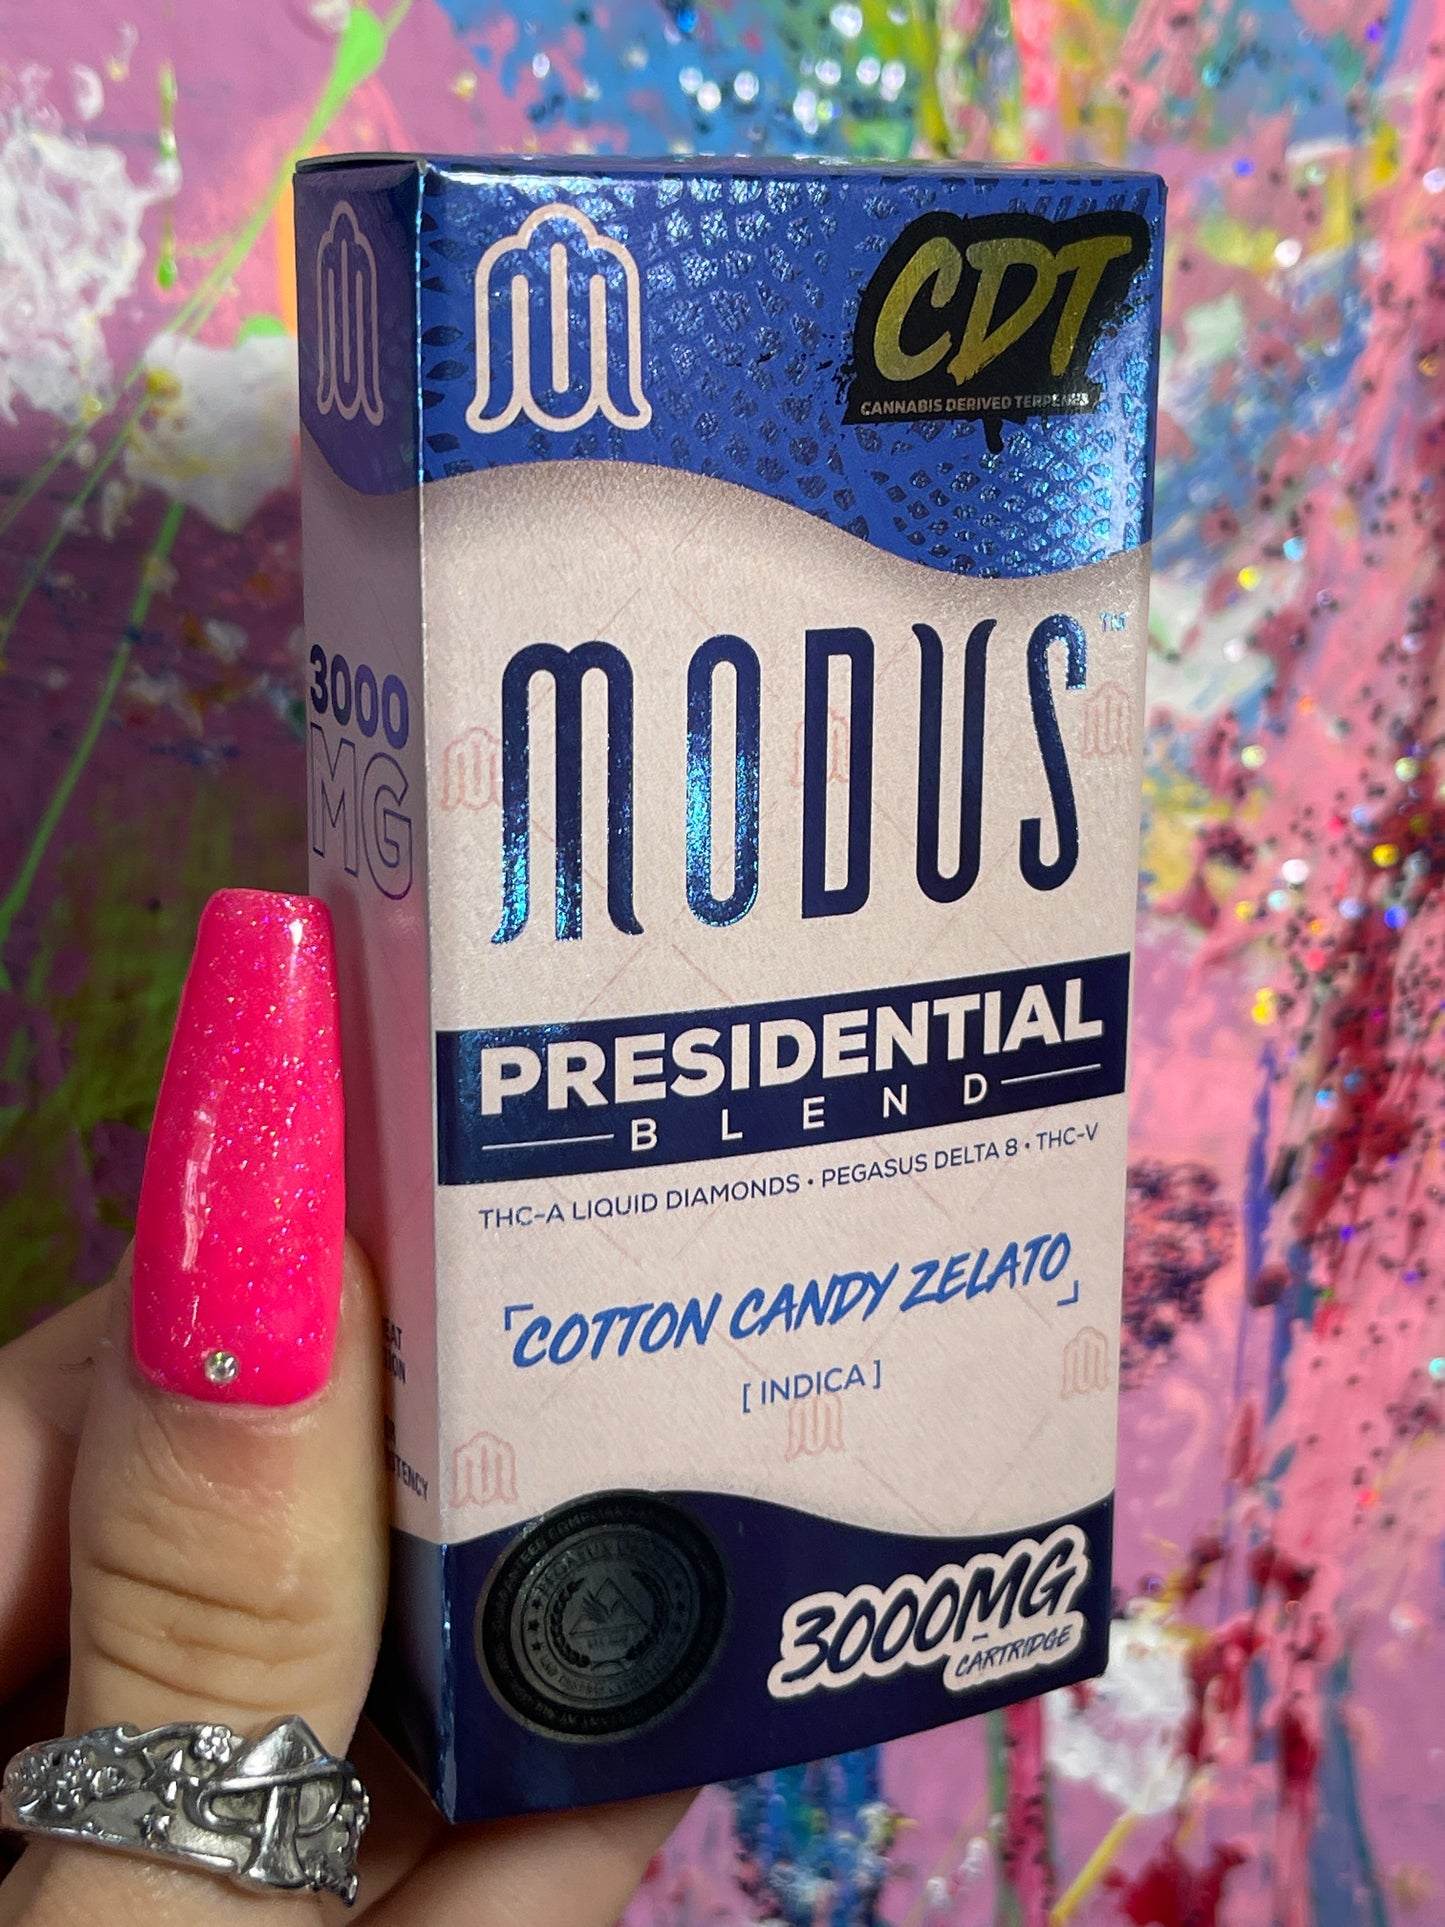 CDT
CANNABIS DERIVED TERPENES
MODUS™
3000
MG
PRESIDENTIAL
BLEND
THC-A LIQUID DIAMONDS • PEGASUS DELTA 8 • THC-V
COTTON CANDY ZELATO
[ INDICA ]
3000MG
CARTRIDGE